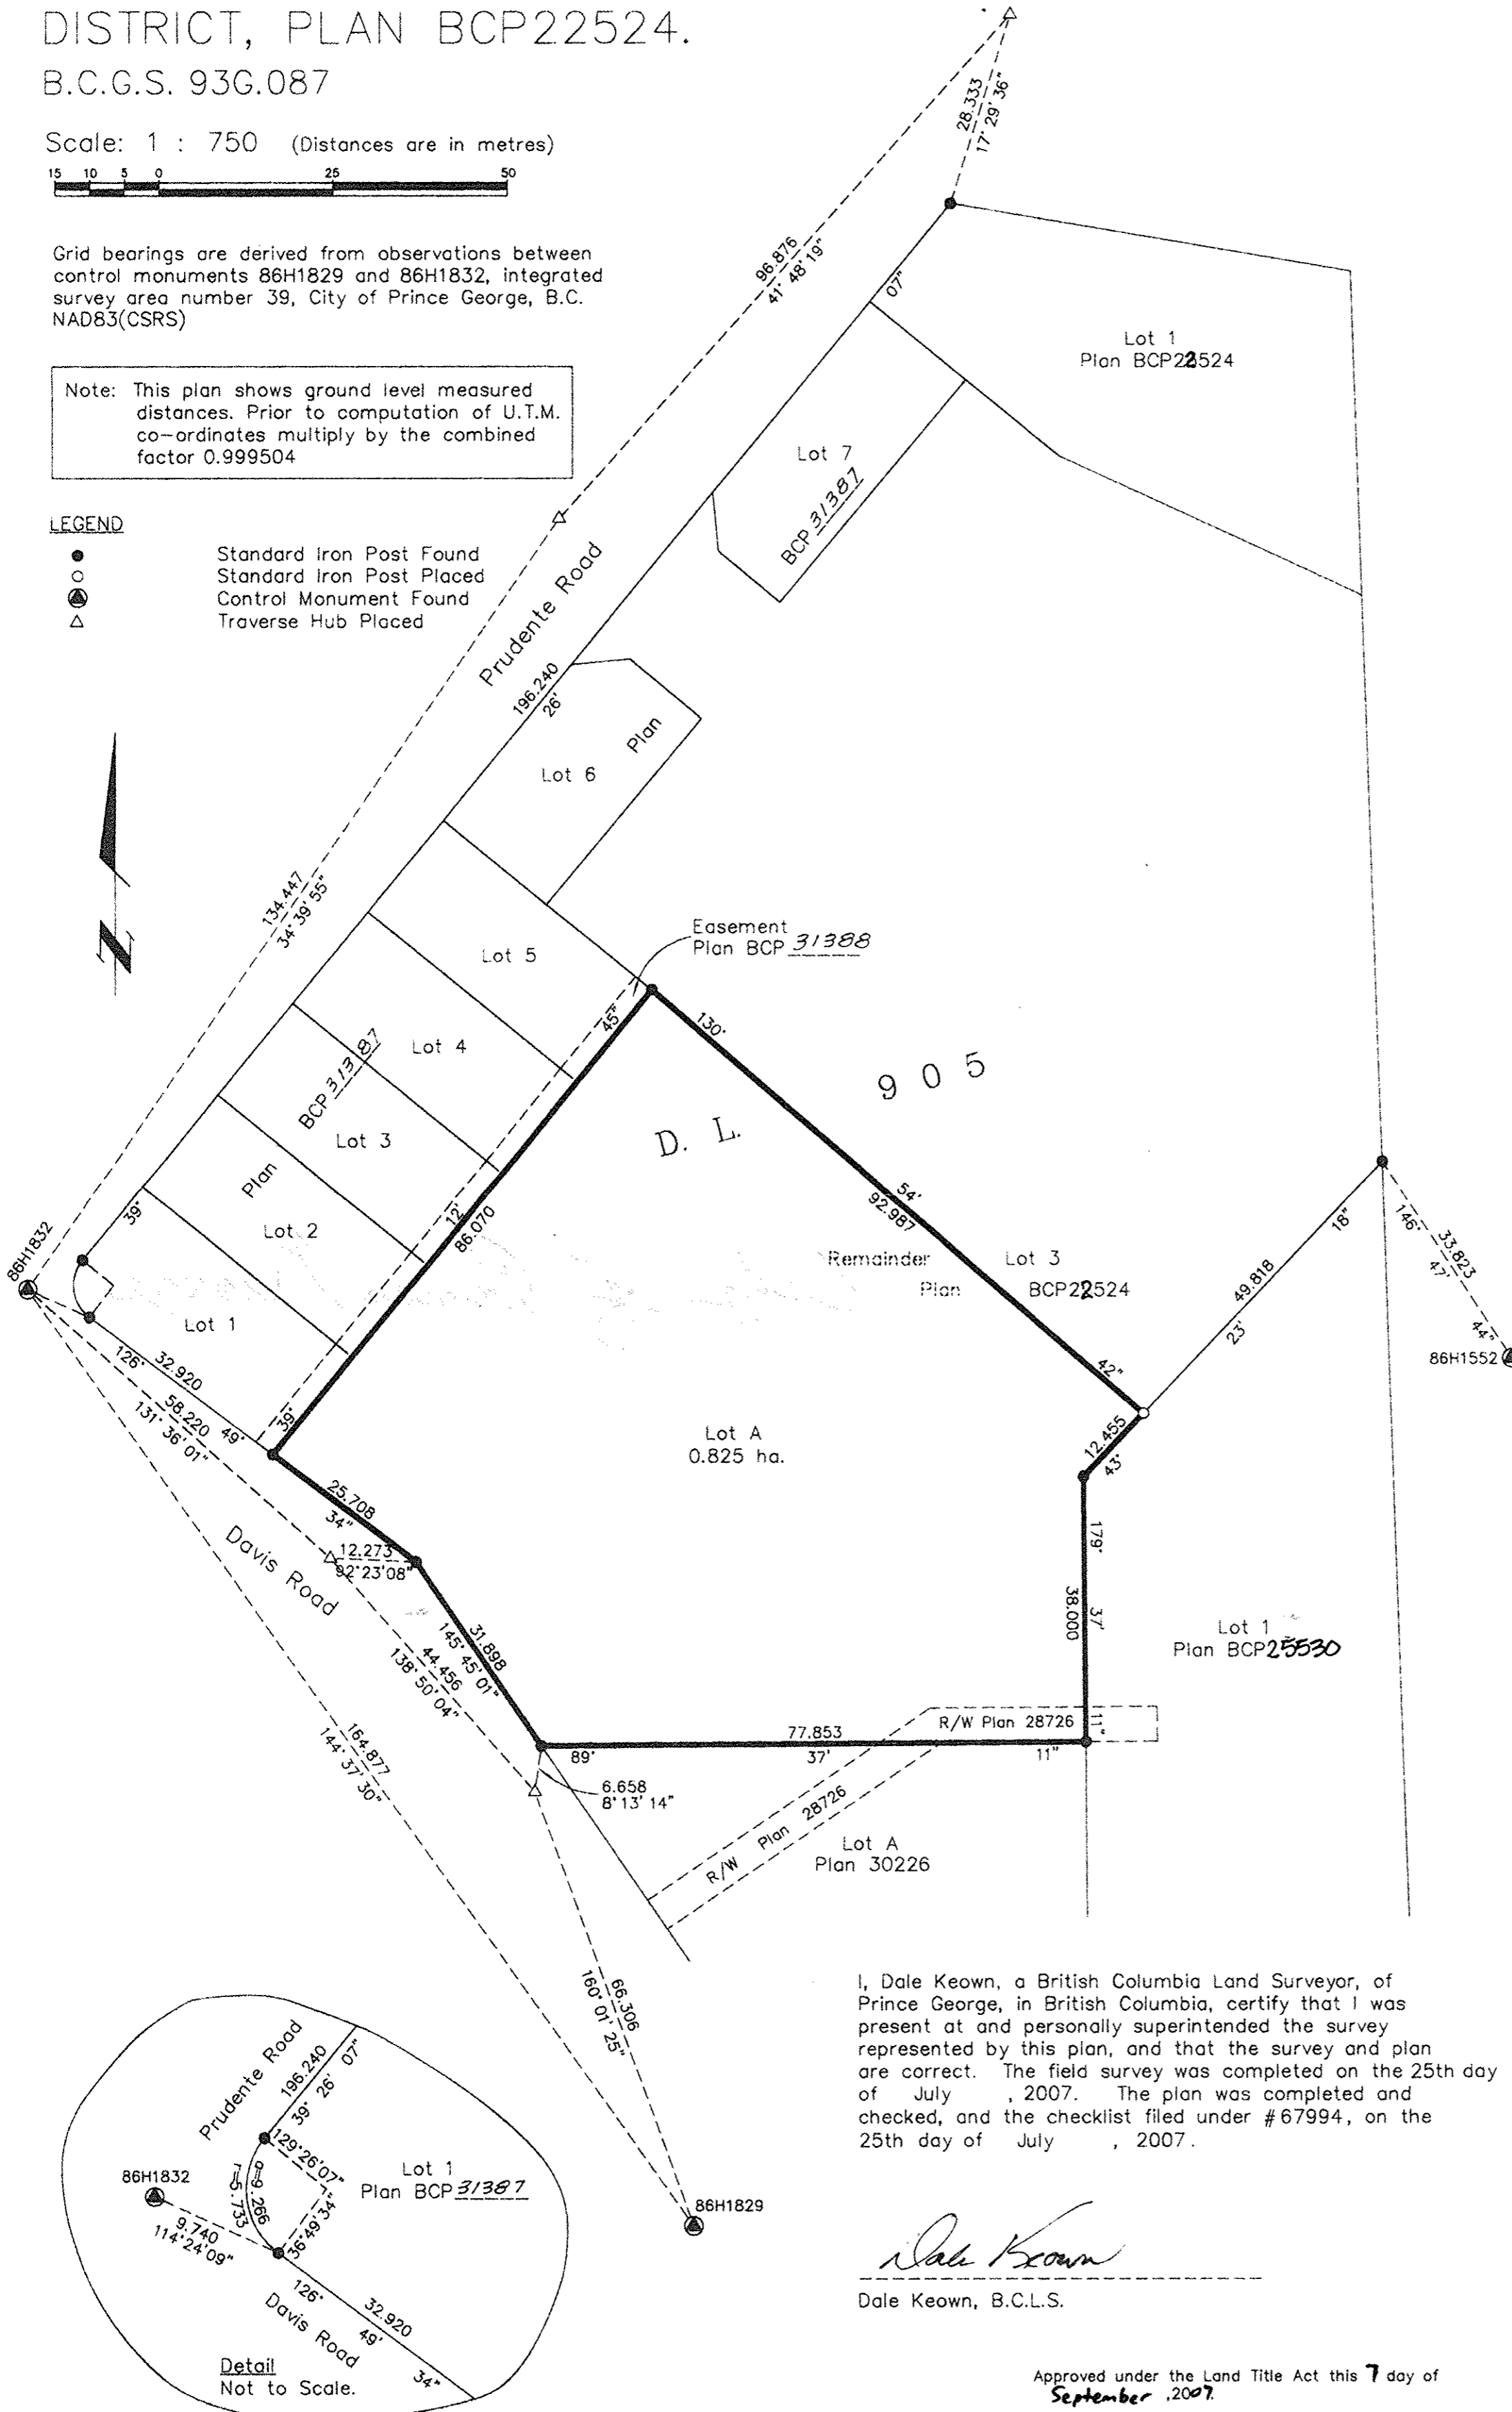 DISTRICT, PLAN BCP22524.
B.C.G.S. 93G.087
Scale: 1 : 750 (Distances are in metres)
15 10 5 0 25 50
Grid bearings are derived from observations between
control monuments 86H1829 and 86H1832, integrated
survey area number 39, City of Prince George, B.C.
NAD83(CSRS)
Note: This plan shows ground level measured
distances. Prior to computation of U.T.M.
co-ordinates multiply by the combined
factor 0.999504
LEGEND
Standard Iron Post Found
Standard Iron Post Placed
Control Monument Found
Traverse Hub Placed
28.333
17° 29' 36"
96.876
41° 48' 19"
07"
Lot 1
Plan BCP22524
Lot 7
BCP 31387
Prudente Road
196.240
26'
Plan
Lot 6
134.447
34° 39' 55"
N
Lot 5
Easement
Plan BCP 31388
45"
130°
Lot 4
BCP 31387
Lot 3
905
D. L.
Plan
39°
Lot 2
12'
86.070
54'
92.987
Remainder Lot 3
Plan BCP22524
18"
49.818
23'
146°
33.823
47'
44"
86H1552
86H1832
Lot 1
42"
126°
32.920
49'
58.220
131° 36' 01"
39°
Lot A
0.825 ha.
12.455
43°
25.708
34"
12.273
92°23'08"
Davis Road
179°
38.000
37'
11"
31.898
145° 45' 01"
44.456
138° 50' 04"
Lot 1
Plan BCP25530
R/W Plan 28726
77.853
89° 37' 11"
164.877
144° 37' 30"
6.658
8° 13' 14"
R/W Plan 28726
Lot A
Plan 30226
66.306
160° 01' 25"
I, Dale Keown, a British Columbia Land Surveyor, of
Prince George, in British Columbia, certify that I was
present at and personally superintended the survey
represented by this plan, and that the survey and plan
are correct. The field survey was completed on the 25th day
of July , 2007. The plan was completed and
checked, and the checklist filed under #67994, on the
25th day of July , 2007.
Prudente Road
196.240
39° 26' 07"
129°26'07"
Lot 1
Plan BCP 31387
86H1832
a=9.266
r=5.733
36°49'34"
9.740
114°24'09"
86H1829
126°
32.920
49'
34"
Davis Road
Detail
Not to Scale.
Dale Keown
Dale Keown, B.C.L.S.
Approved under the Land Title Act this 7 day of
September ,2007.